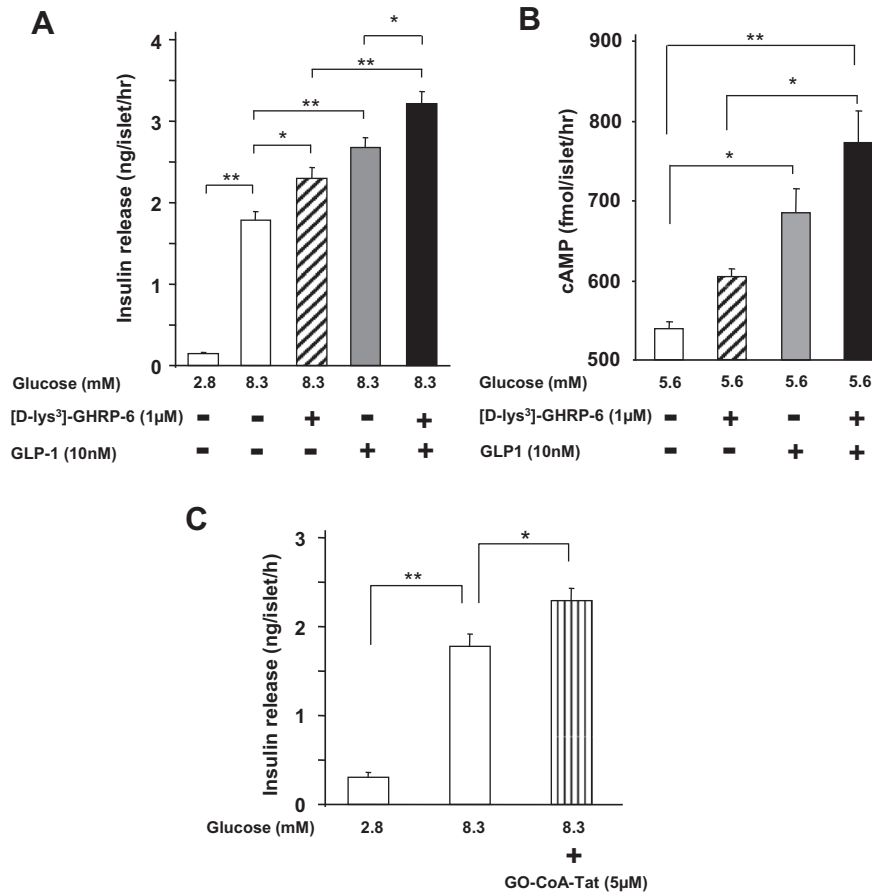 A
Insulin release (ng/islet/hr)
4
3
2
1
0
**
*
**
**
*
Glucose (mM) 2.8 8.3 8.3 8.3 8.3
[D-lys³]-GHRP-6 (1µM) - - + - +
GLP-1 (10nM) - - - + +
B
cAMP (fmol/islet/hr)
900
800
700
600
500
**
*
*
Glucose (mM) 5.6 5.6 5.6 5.6
[D-lys³]-GHRP-6 (1µM) - + - +
GLP1 (10nM) - - + +
C
Insulin release (ng/islet/h)
3
2
1
0
**
*
Glucose (mM) 2.8 8.3 8.3
+
GO-CoA-Tat (5µM)